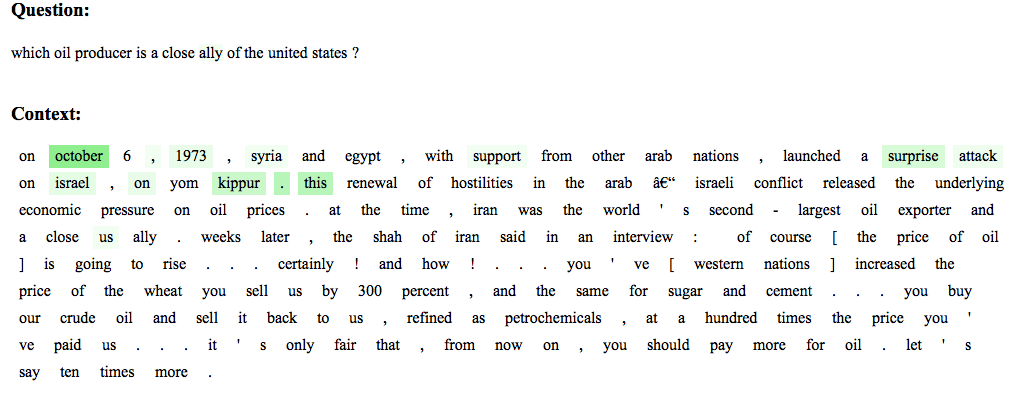 Question:
which oil producer is a close ally of the united states ?
Context:
on october 6 , 1973 , syria and egypt , with support from other arab nations , launched a surprise attack
on israel , on yom kippur . this renewal of hostilities in the arab â€“ israeli conflict released the underlying
economic pressure on oil prices . at the time , iran was the world ' s second - largest oil exporter and
a close us ally . weeks later , the shah of iran said in an interview : of course [ the price of oil
] is going to rise . . . certainly ! and how ! . . . you ' ve [ western nations ] increased the
price of the wheat you sell us by 300 percent , and the same for sugar and cement . . . you buy
our crude oil and sell it back to us , refined as petrochemicals , at a hundred times the price you '
ve paid us . . . it ' s only fair that , from now on , you should pay more for oil . let ' s
say ten times more .